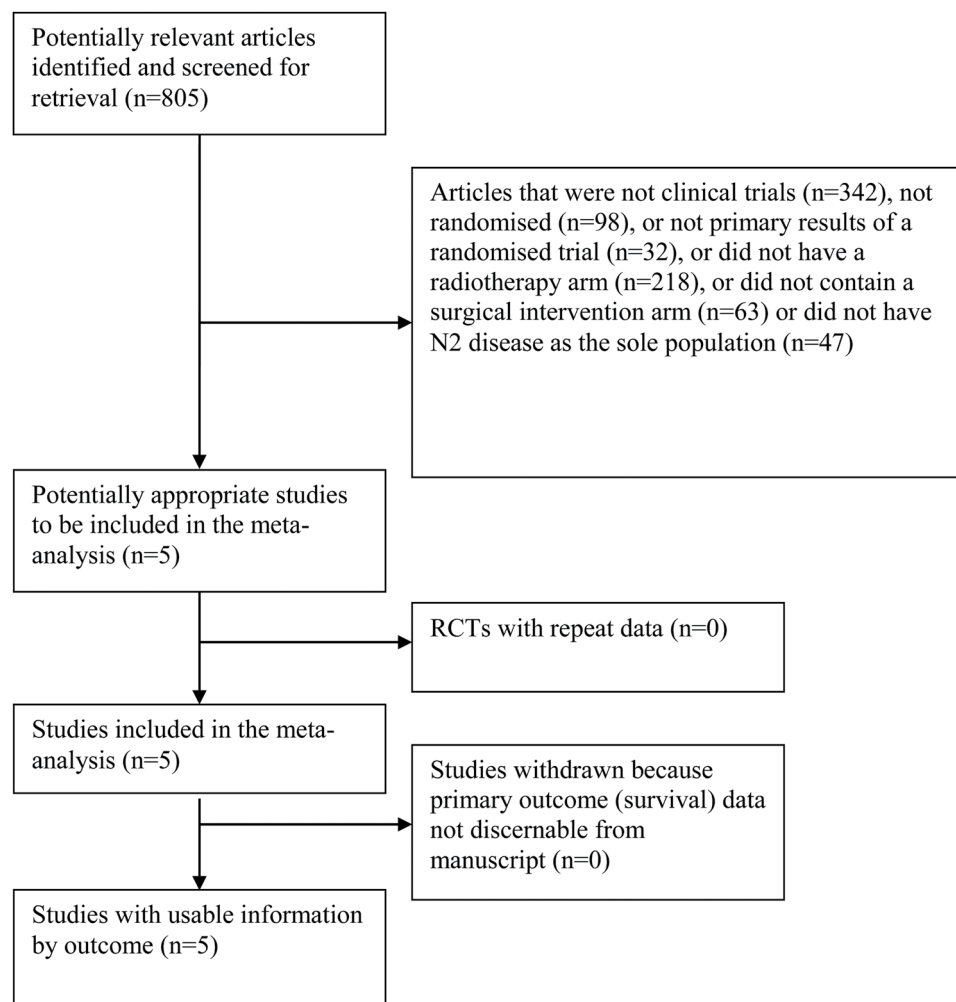 Potentially relevant articles
identified and screened for
retrieval (n=805)
Articles that were not clinical trials (n=342), not
randomised (n=98), or not primary results of a
randomised trial (n=32), or did not have a
radiotherapy arm (n=218), or did not contain a
surgical intervention arm (n=63) or did not have
N2 disease as the sole population (n=47)
Potentially appropriate studies
to be included in the meta-
analysis (n=5)
RCTs with repeat data (n=0)
Studies included in the meta-
analysis (n=5)
Studies withdrawn because
primary outcome (survival) data
not discernable from
manuscript (n=0)
Studies with usable information
by outcome (n=5)